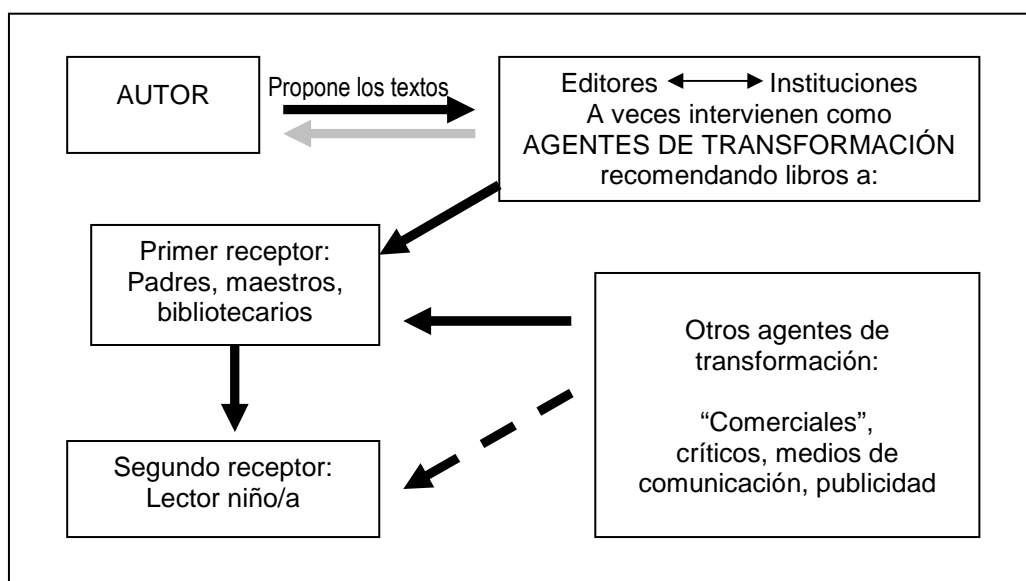 AUTOR
Propone los textos
Editores Instituciones
A veces intervienen como
AGENTES DE TRANSFORMACIÓN
recomendando libros a:
Primer receptor:
Padres, maestros,
bibliotecarios
Otros agentes de
transformación:
“Comerciales”,
críticos, medios de
comunicación, publicidad
Segundo receptor:
Lector niño/a